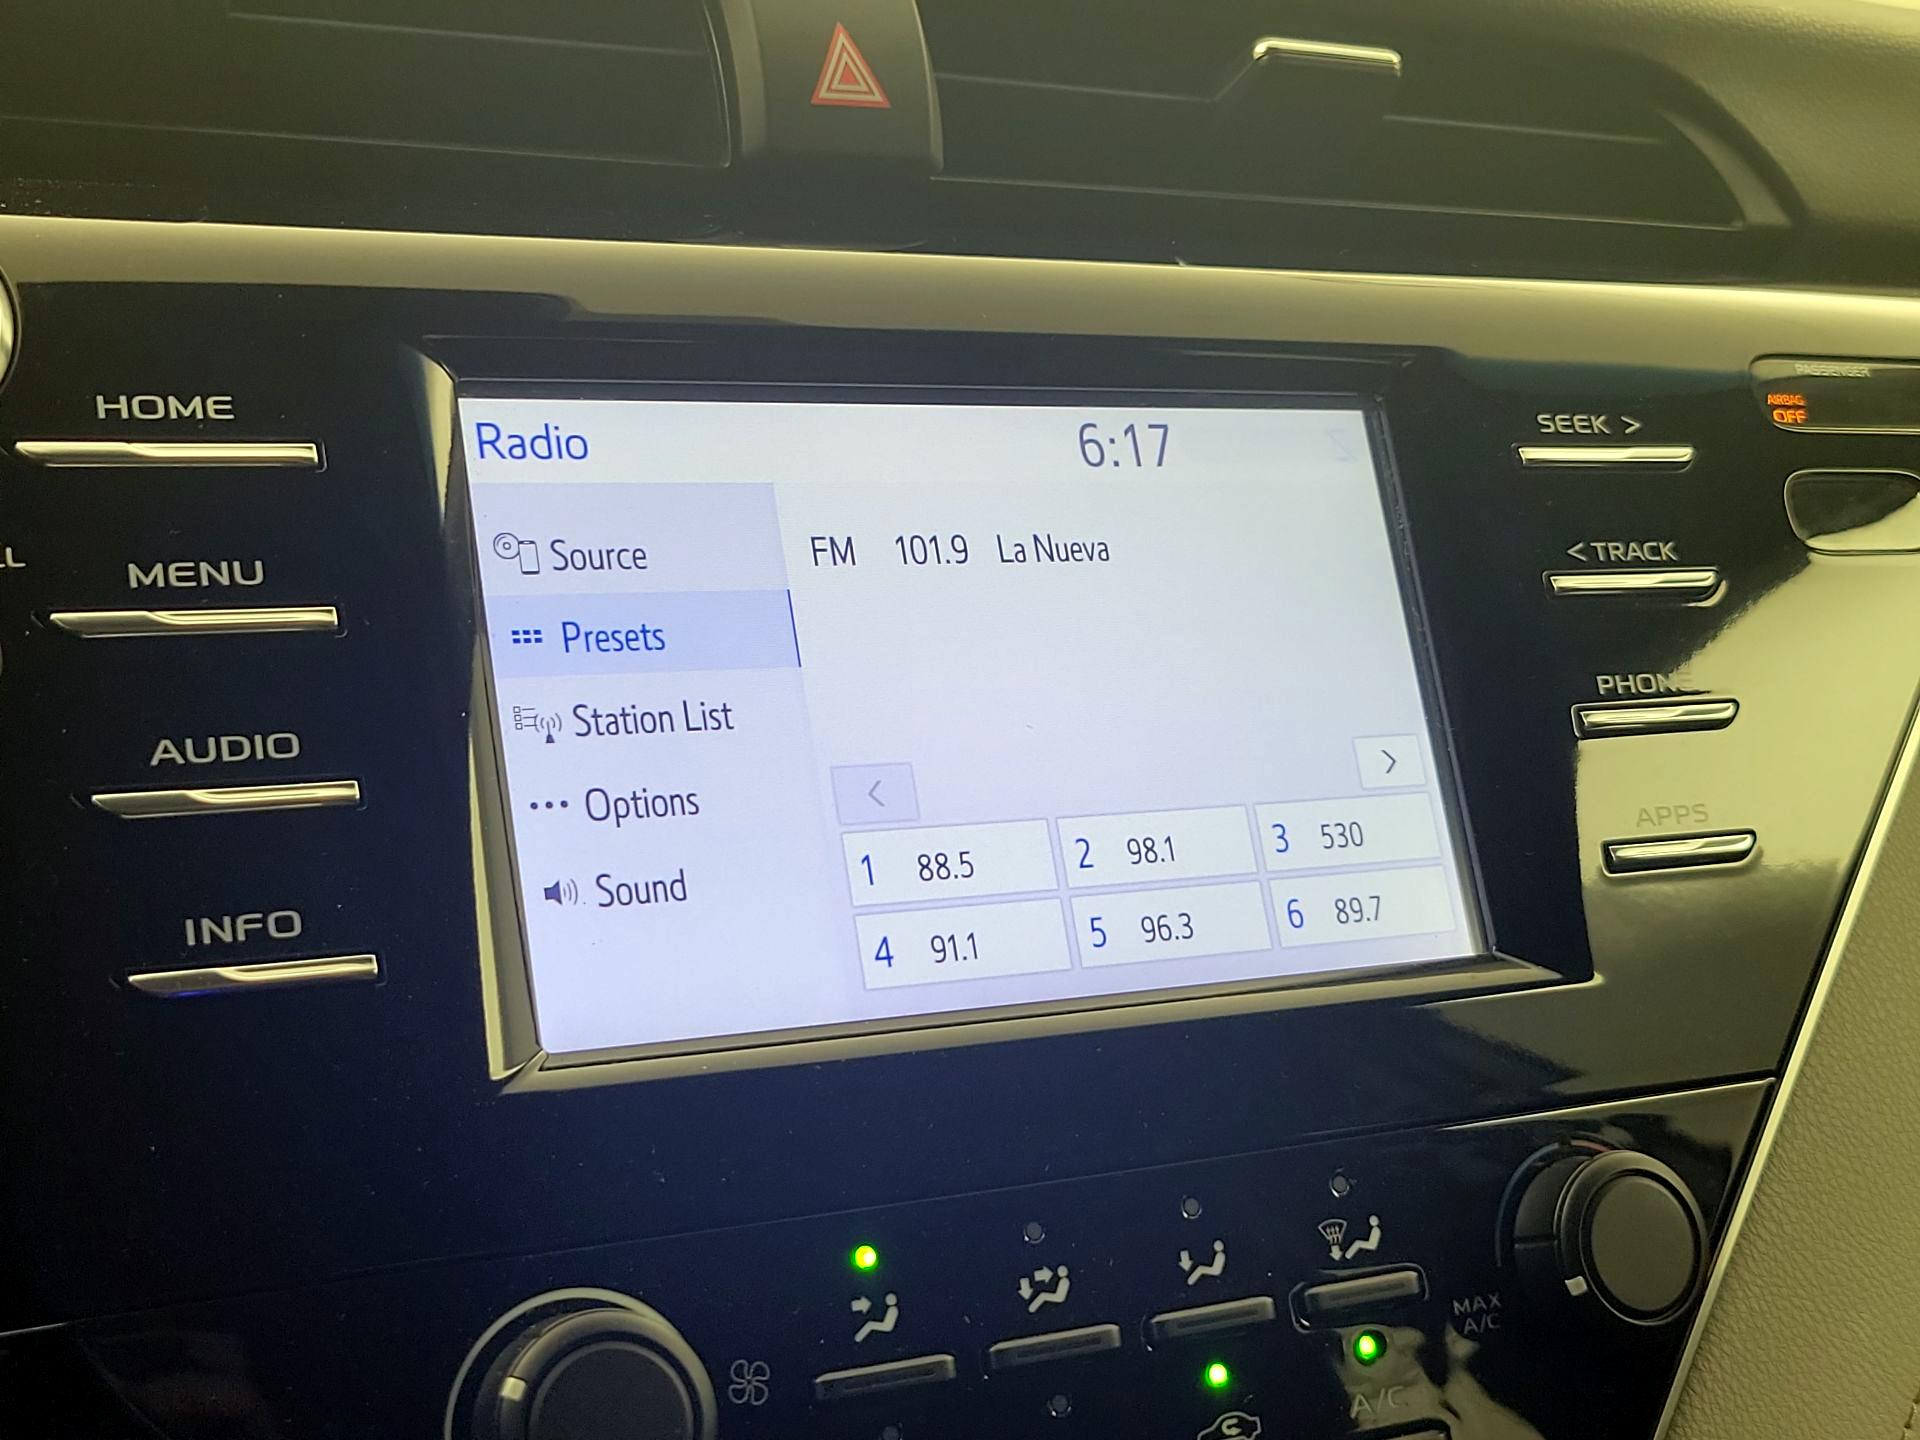 PASSENGER
AIRBAG
OFF
HOME
MENU
AUDIO
INFO
Radio
6:17
Source
Presets
Station List
Options
Sound
FM 101.9 La Nueva
<
>
1 88.5
2 98.1
3 530
4 91.1
5 96.3
6 89.7
SEEK >
< TRACK
PHONE
APPS
MAX
A/C
A/C